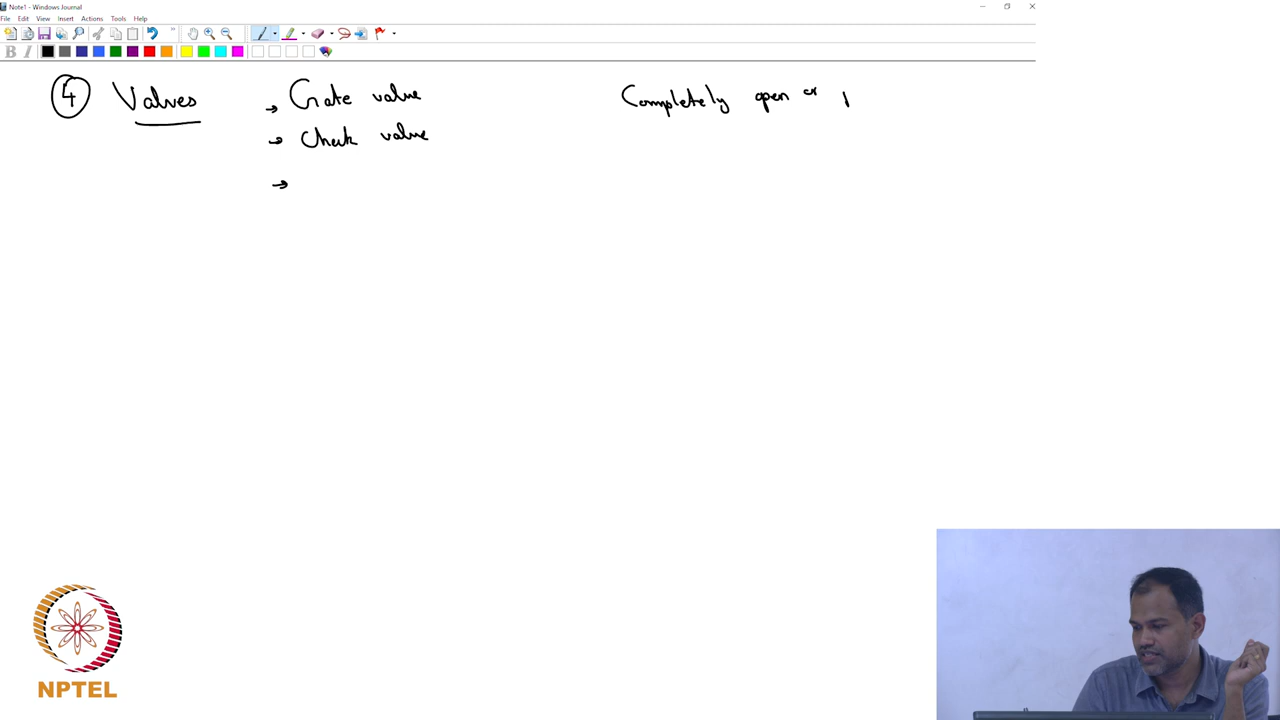 Note1 - Windows Journal
File Edit View Insert Actions Tools Help
B I
4 Valves → Gate valve Completely open or
→ Check valve
→
NPTEL